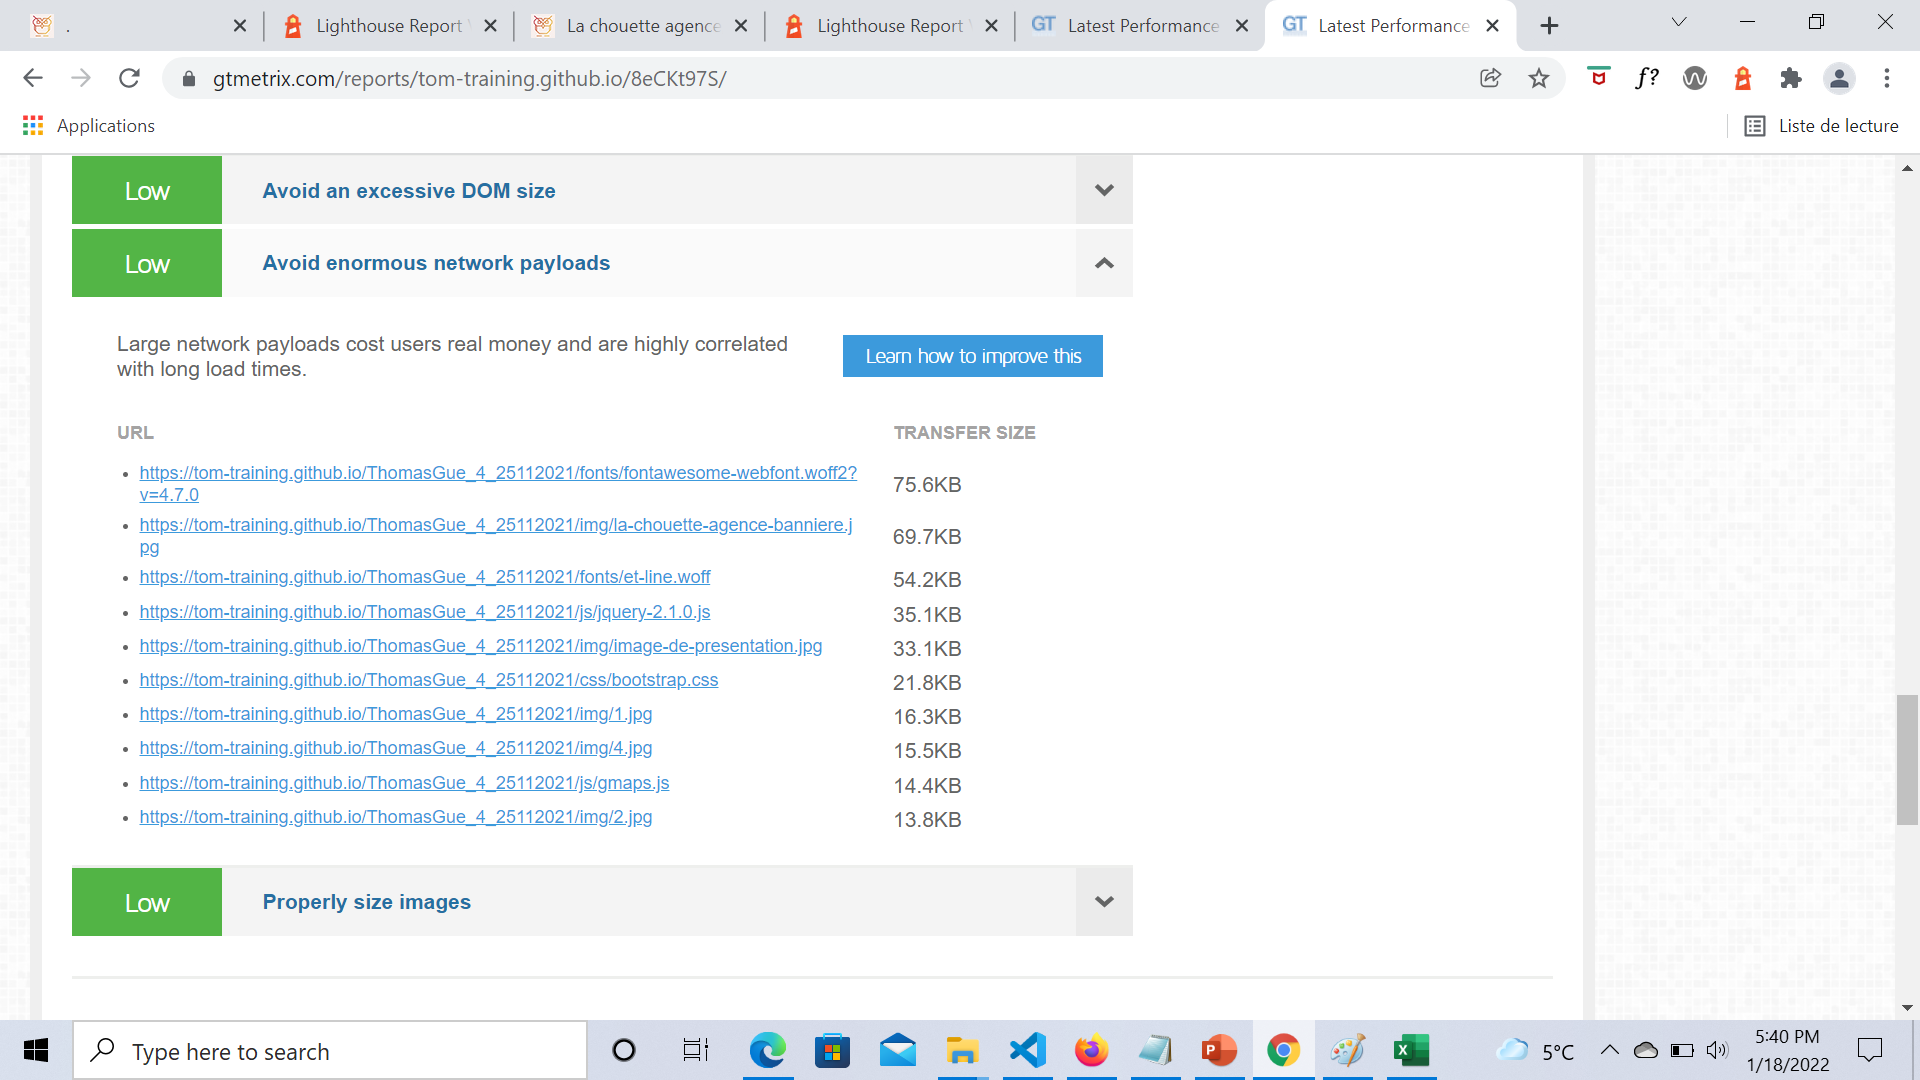 .
Lighthouse Report
La chouette agence
Lighthouse Report
GT Latest Performance
GT Latest Performance
gtmetrix.com/reports/tom-training.github.io/8eCKt97S/
f?
Applications
Liste de lecture
Low
Avoid an excessive DOM size
Low
Avoid enormous network payloads
Large network payloads cost users real money and are highly correlated
with long load times.
Learn how to improve this
URL
TRANSFER SIZE
https://tom-training.github.io/ThomasGue_4_25112021/fonts/fontawesome-webfont.woff2?
v=4.7.0
75.6KB
https://tom-training.github.io/ThomasGue_4_25112021/img/la-chouette-agence-banniere.j
pg
69.7KB
https://tom-training.github.io/ThomasGue_4_25112021/fonts/et-line.woff
54.2KB
https://tom-training.github.io/ThomasGue_4_25112021/js/jquery-2.1.0.js
35.1KB
https://tom-training.github.io/ThomasGue_4_25112021/img/image-de-presentation.jpg
33.1KB
https://tom-training.github.io/ThomasGue_4_25112021/css/bootstrap.css
21.8KB
https://tom-training.github.io/ThomasGue_4_25112021/img/1.jpg
16.3KB
https://tom-training.github.io/ThomasGue_4_25112021/img/4.jpg
15.5KB
https://tom-training.github.io/ThomasGue_4_25112021/js/gmaps.js
14.4KB
https://tom-training.github.io/ThomasGue_4_25112021/img/2.jpg
13.8KB
Low
Properly size images
Type here to search
5°C
5:40 PM
1/18/2022